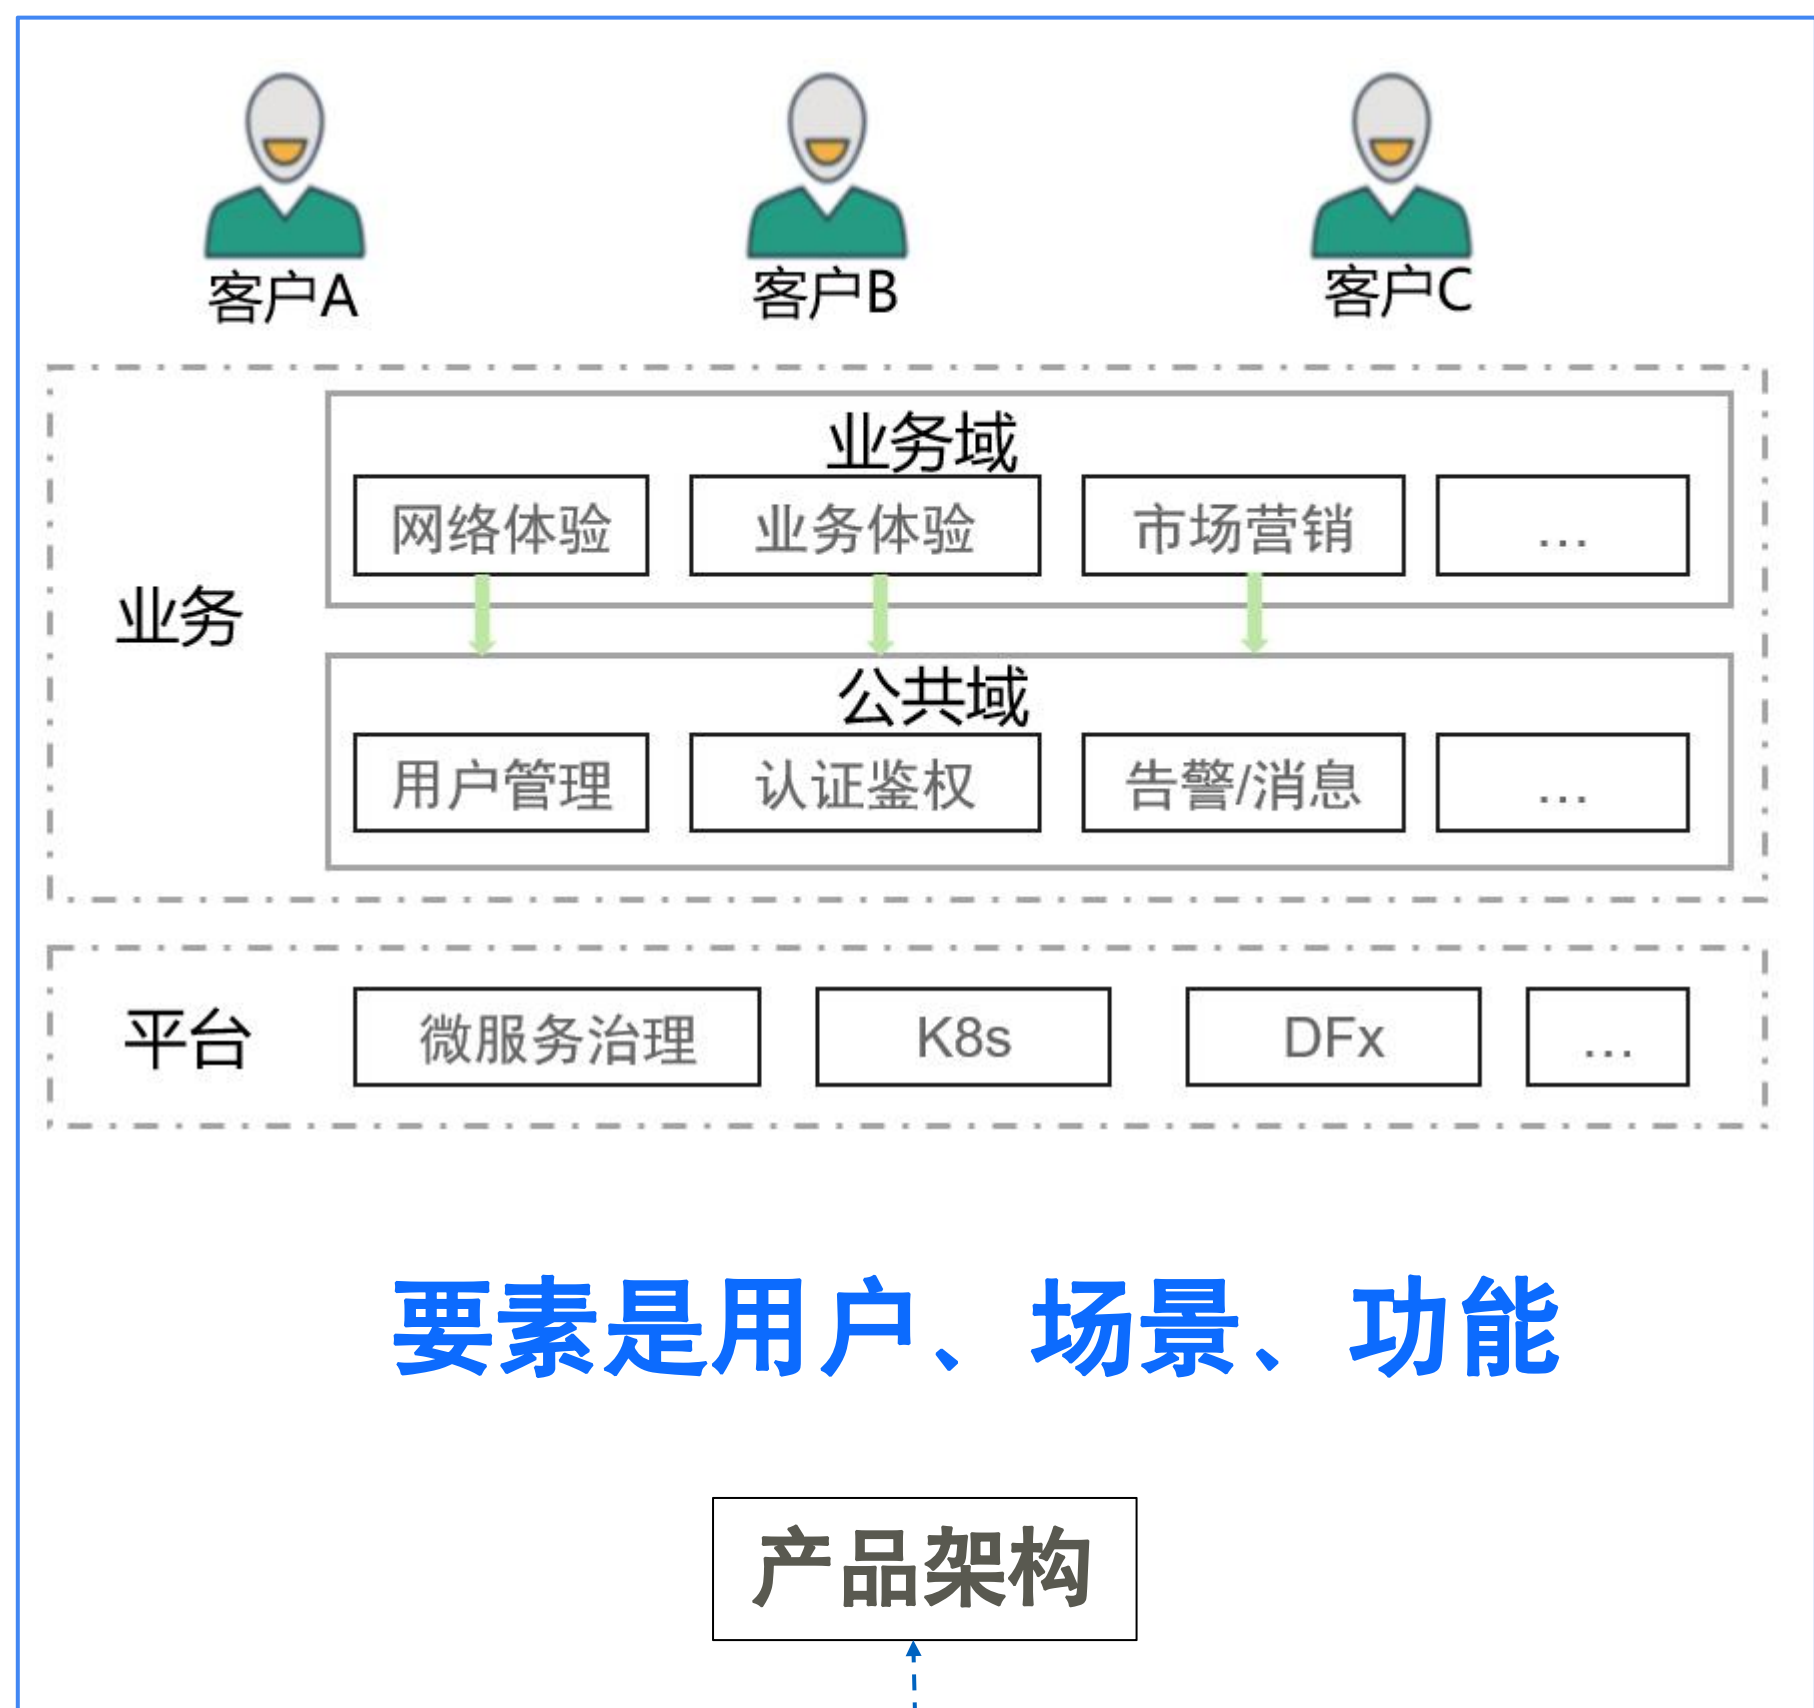 客户A 客户B 客户C
业务域
网络体验 业务体验 市场营销 ...
业务
公共域
用户管理 认证鉴权 告警/消息 ...
平台 微服务治理 K8s DFx ...
要素是用户、场景、功能
产品架构